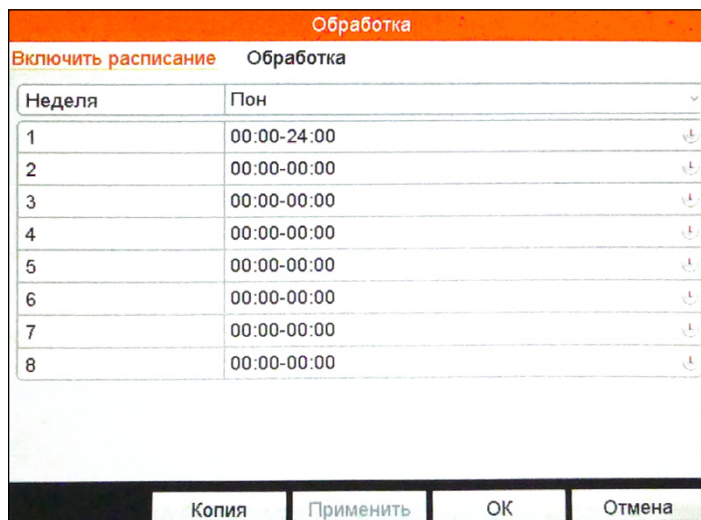 Обработка
Включить расписание Обработка
Неделя Пон
1 00:00-24:00
2 00:00-00:00
3 00:00-00:00
4 00:00-00:00
5 00:00-00:00
6 00:00-00:00
7 00:00-00:00
8 00:00-00:00
Копия Применить ОК Отмена